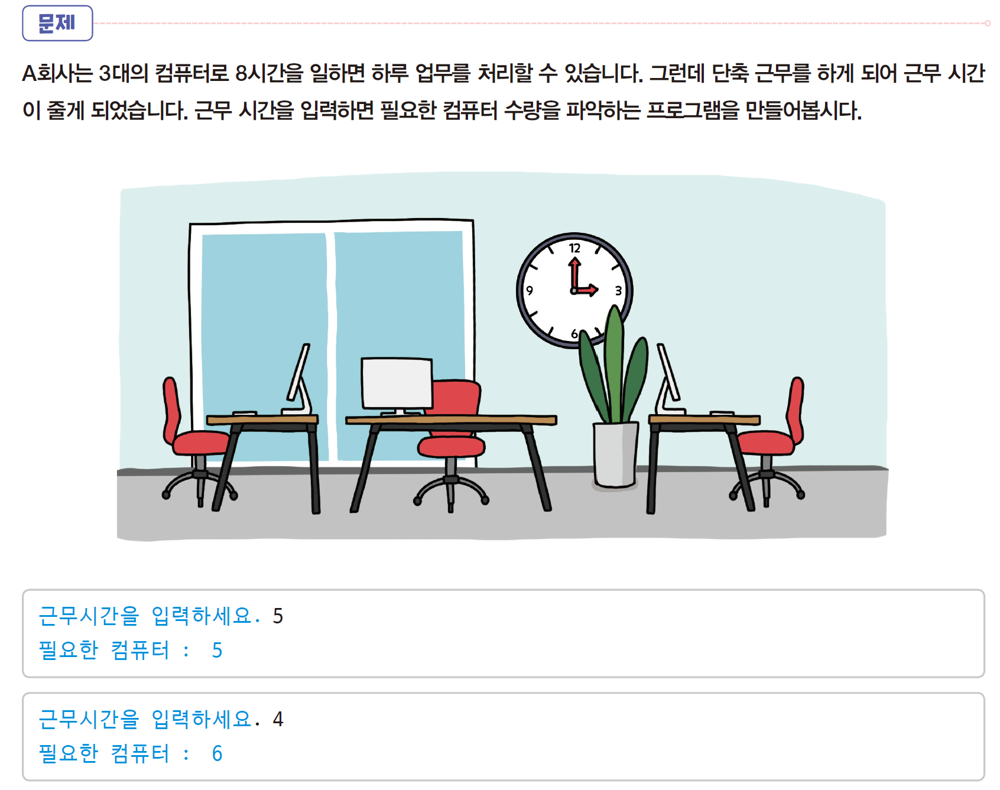 문제
A회사는 3대의 컴퓨터로 8시간을 일하면 하루 업무를 처리할 수 있습니다. 그런데 단축 근무를 하게 되어 근무 시간
이 줄게 되었습니다. 근무 시간을 입력하면 필요한 컴퓨터 수량을 파악하는 프로그램을 만들어봅시다.
12
9
3
6
근무시간을 입력하세요. 5
필요한 컴퓨터 : 5
근무시간을 입력하세요. 4
필요한 컴퓨터 : 6